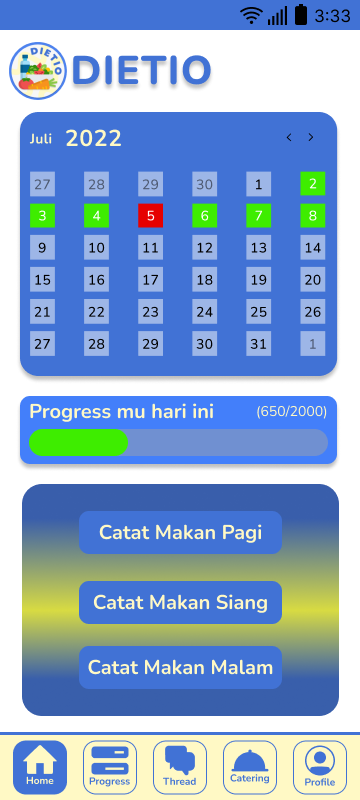 3:33
DIETIO
DIETIO
Juli 2022
27 28 29 30 1 2
3 4 5 6 7 8
9 10 11 12 13 14
15 16 17 18 19 20
21 22 23 24 25 26
27 28 29 30 31 1
Progress mu hari ini (650/2000)
Catat Makan Pagi
Catat Makan Siang
Catat Makan Malam
Home Progress Thread Catering Profile